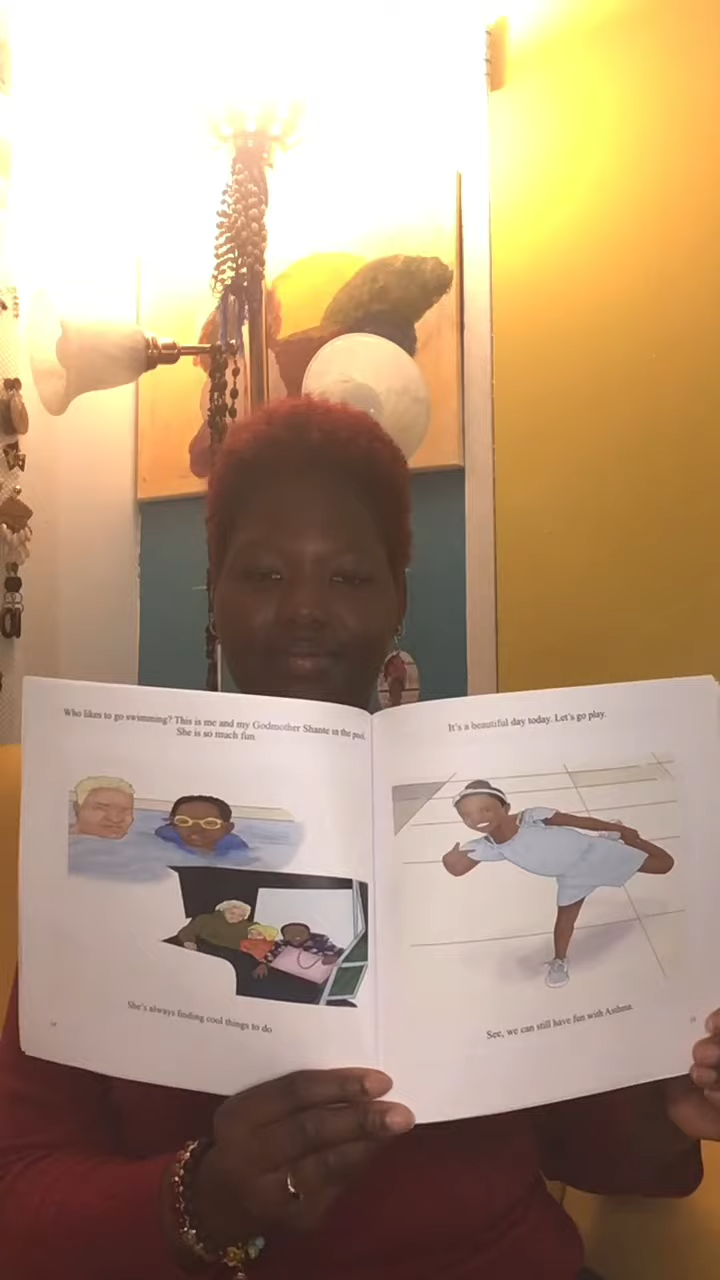 Who likes to go swimming? This is me and my Godmother Shante in the pool.
She is so much fun.
She's always finding cool things to do
It's a beautiful day today. Let's go play.
See, we can still have fun with Asthma.